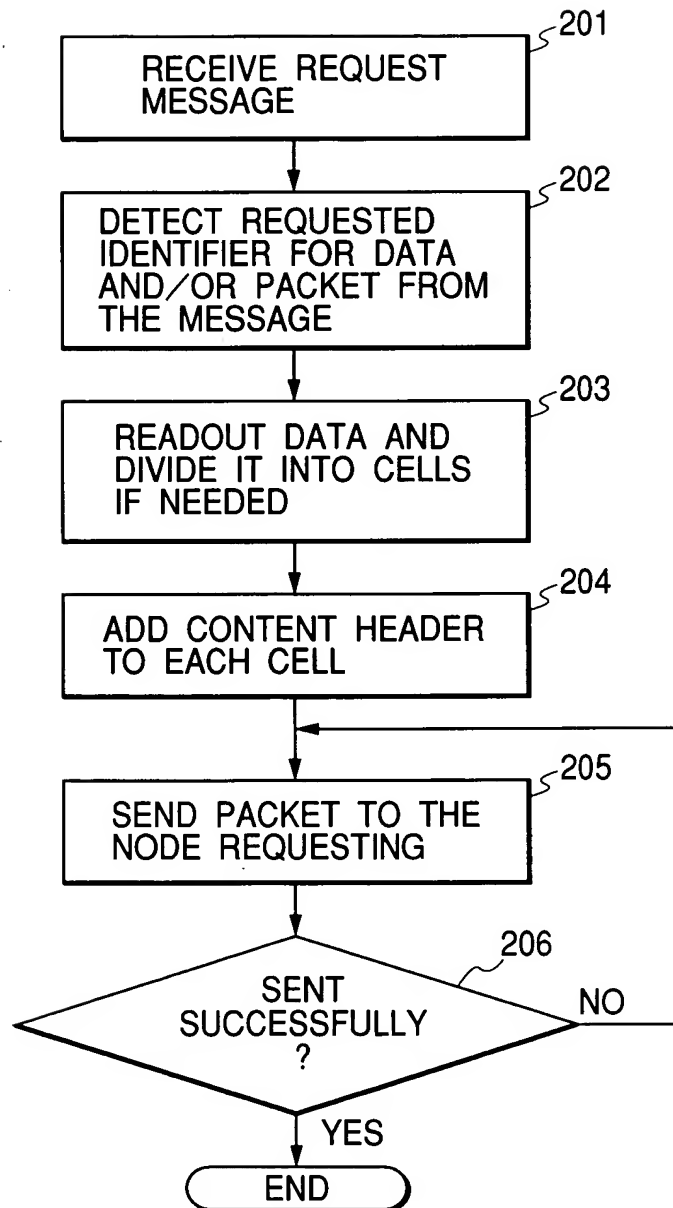 201
RECEIVE REQUEST
MESSAGE
202
DETECT REQUESTED
IDENTIFIER FOR DATA
AND/OR PACKET FROM
THE MESSAGE
203
READOUT DATA AND
DIVIDE IT INTO CELLS
IF NEEDED
204
ADD CONTENT HEADER
TO EACH CELL
205
SEND PACKET TO THE
NODE REQUESTING
206
SENT
SUCCESSFULLY
?
NO
YES
END